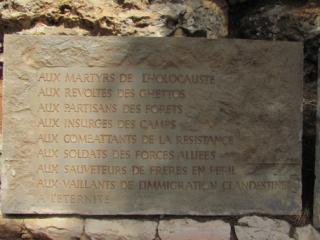 AUX MARTYRS DE L'HOLOCAUSTE
AUX REVOLTES DES GHETTOS
AUX PARTISANS DES FORETS
AUX INSURGES DES CAMPS
AUX COMBATTANTS DE LA RESISTANCE
AUX SOLDATS DES FORCES ALLIEES
AUX SAUVETEURS DE FRERES EN PERIL
AUX VAILLANTS DE L'IMMIGRATION CLANDESTINE
A L'ETERNITE